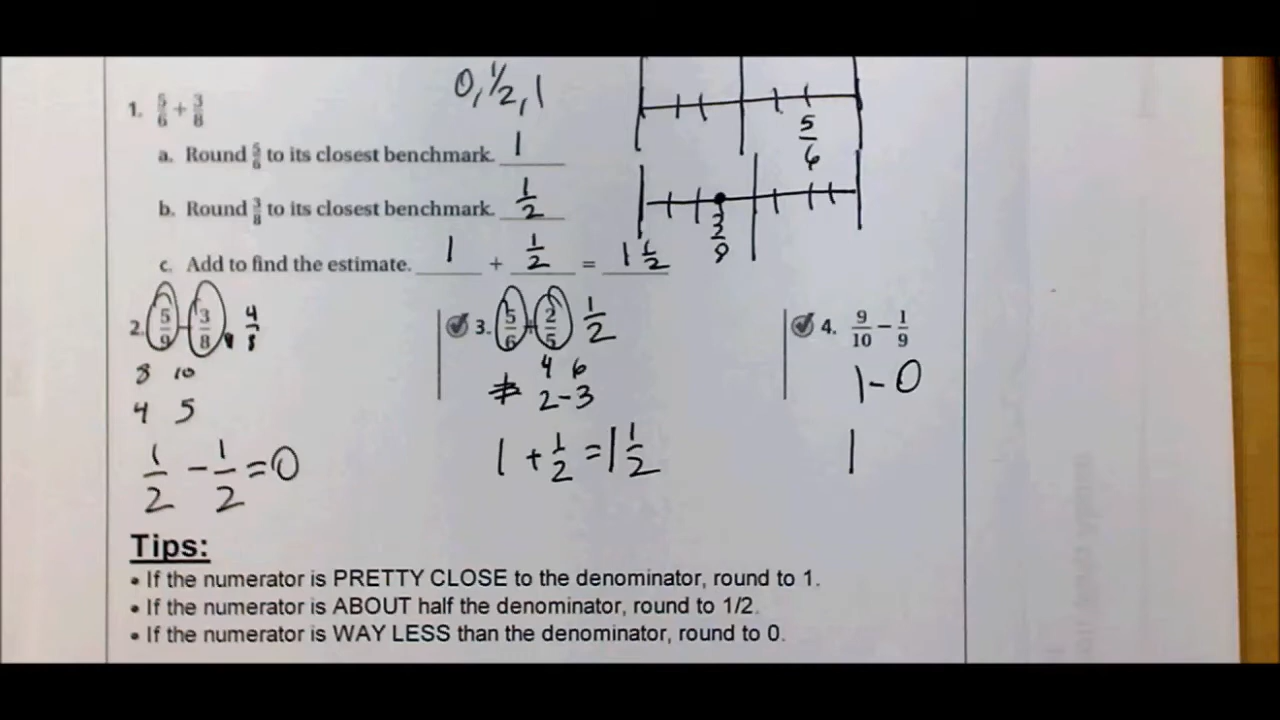 0, 1/2, 1
1. 5/6 + 3/8
5/6
a. Round 5/6 to its closest benchmark. 1
b. Round 3/8 to its closest benchmark. 1/2
c. Add to find the estimate. 1 + 1/2 = 1 1/2
2. 5/9 - 3/8 4/8
8 10
4 5
1/2 - 1/2 = 0
3. 5/6 + 2/5 1/2
4 6
2-3
1 + 1/2 = 1 1/2
4. 9/10 - 1/9
1 - 0
1
Tips:
• If the numerator is PRETTY CLOSE to the denominator, round to 1.
• If the numerator is ABOUT half the denominator, round to 1/2.
• If the numerator is WAY LESS than the denominator, round to 0.